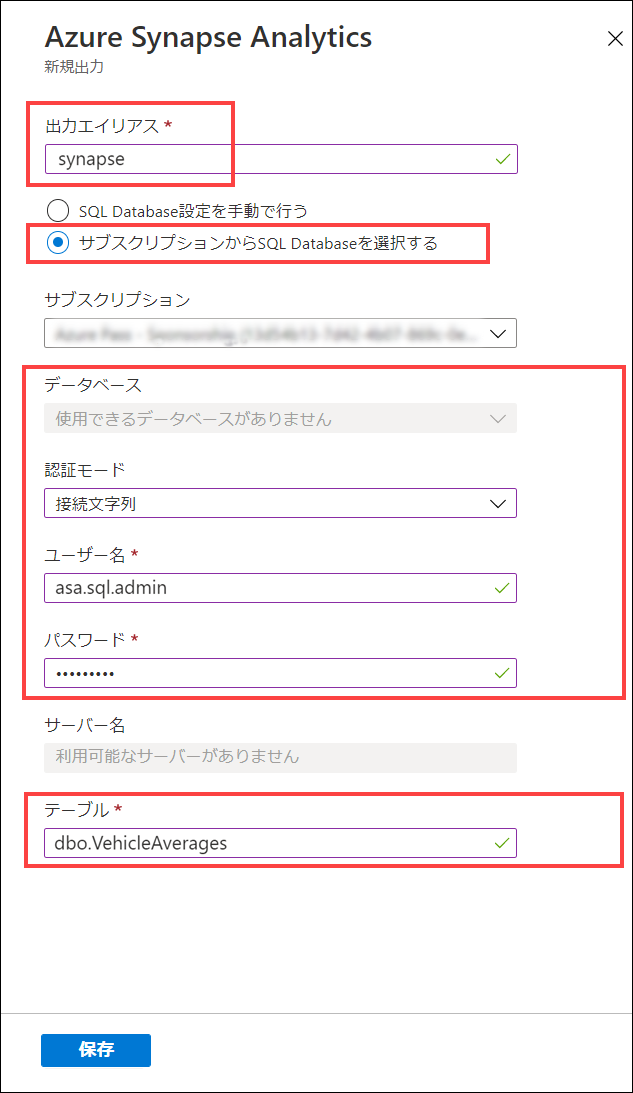 Azure Synapse Analytics
新規出力
出力エイリアス *
synapse
SQL Database設定を手動で行う
サブスクリプションからSQL Databaseを選択する
サブスクリプション
データベース
使用できるデータベースがありません
認証モード
接続文字列
ユーザー名 *
asa.sql.admin
パスワード *
•••••••••
サーバー名
利用可能なサーバーがありません
テーブル *
dbo.VehicleAverages
保存